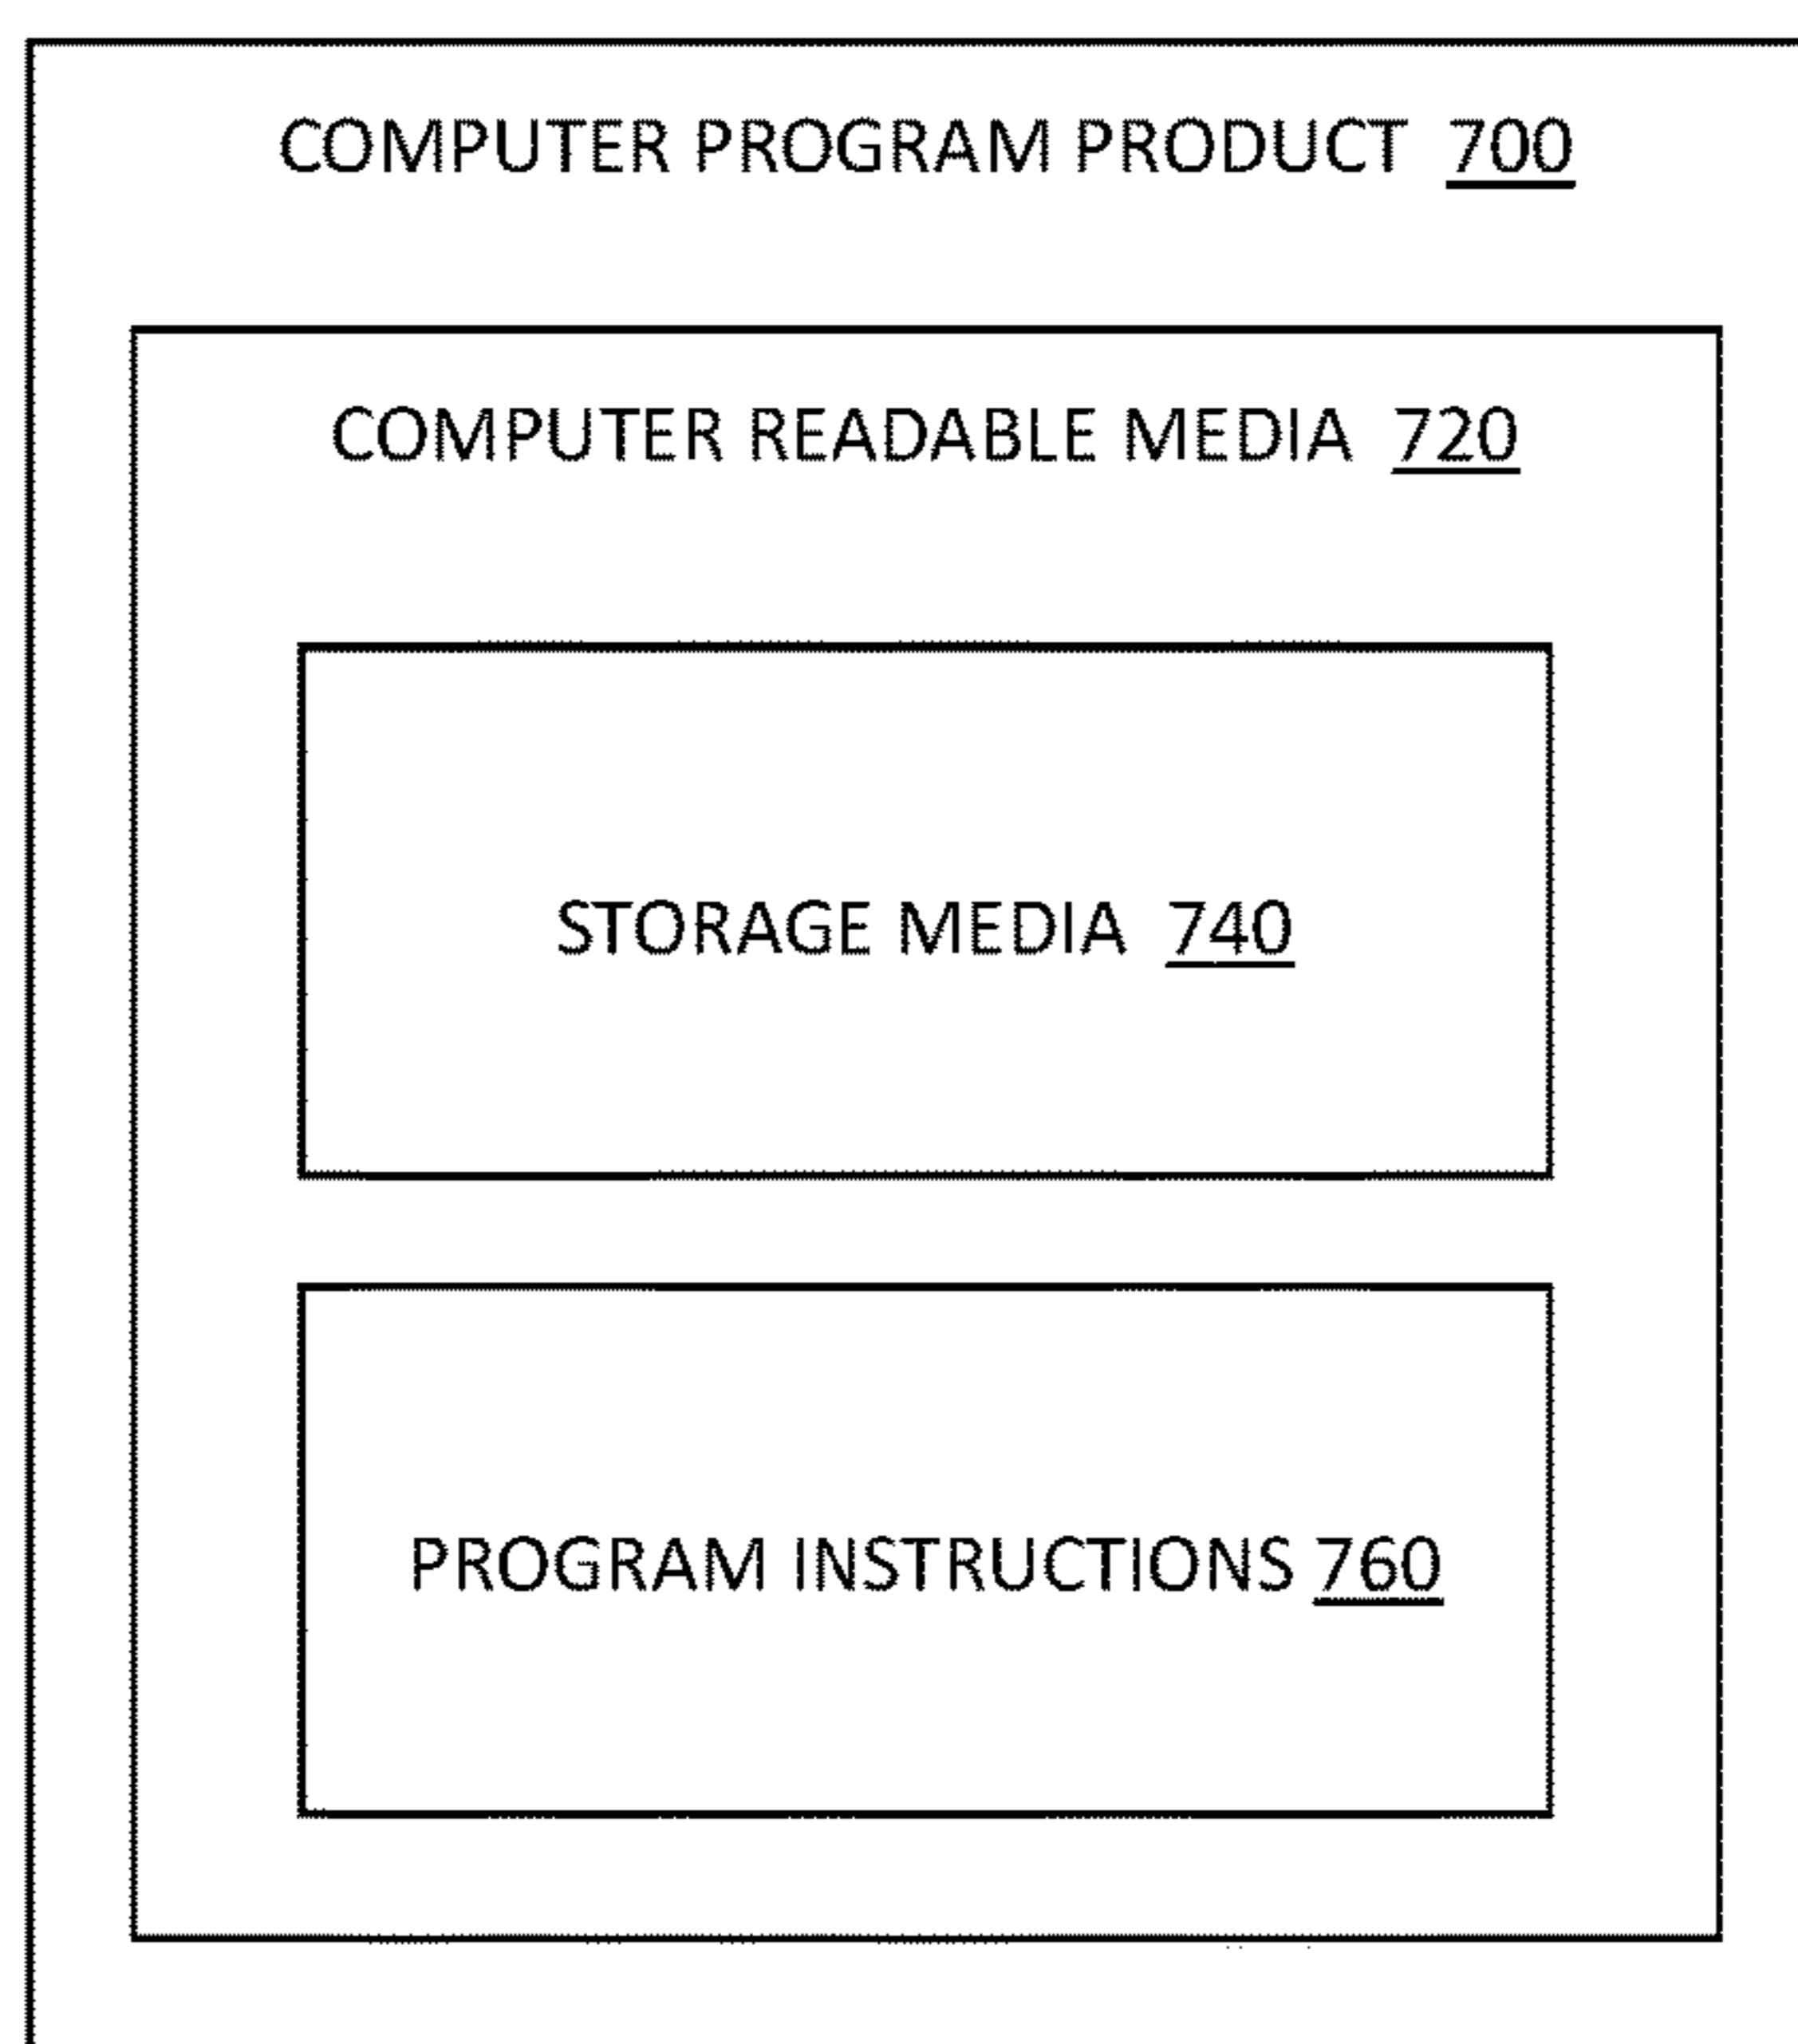 COMPUTER PROGRAM PRODUCT 700
COMPUTER READABLE MEDIA 720
STORAGE MEDIA 740
PROGRAM INSTRUCTIONS 760